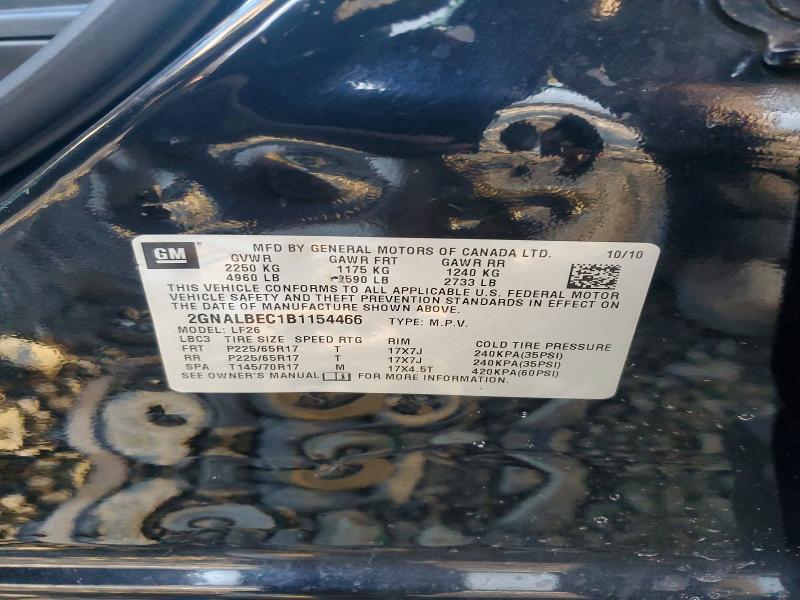 GM
MFD BY GENERAL MOTORS OF CANADA LTD. 10/10
GVWR GAWR FRT GAWR RR
2250 KG 1175 KG 1240 KG
4960 LB 2590 LB 2733 LB
THIS VEHICLE CONFORMS TO ALL APPLICABLE U.S. FEDERAL MOTOR
VEHICLE SAFETY AND THEFT PREVENTION STANDARDS IN EFFECT ON
THE DATE OF MANUFACTURE SHOWN ABOVE.
2GNALBEC1B1154466 TYPE: M.P.V.
MODEL: LF26
LBC3 TIRE SIZE SPEED RTG RIM COLD TIRE PRESSURE
FRT P225/65R17 T 17X7J 240KPA(35PSI)
RR P225/65R17 T 17X7J 240KPA(35PSI)
SPA T145/70R17 M 17X4.5T 420KPA(60PSI)
SEE OWNER'S MANUAL FOR MORE INFORMATION.